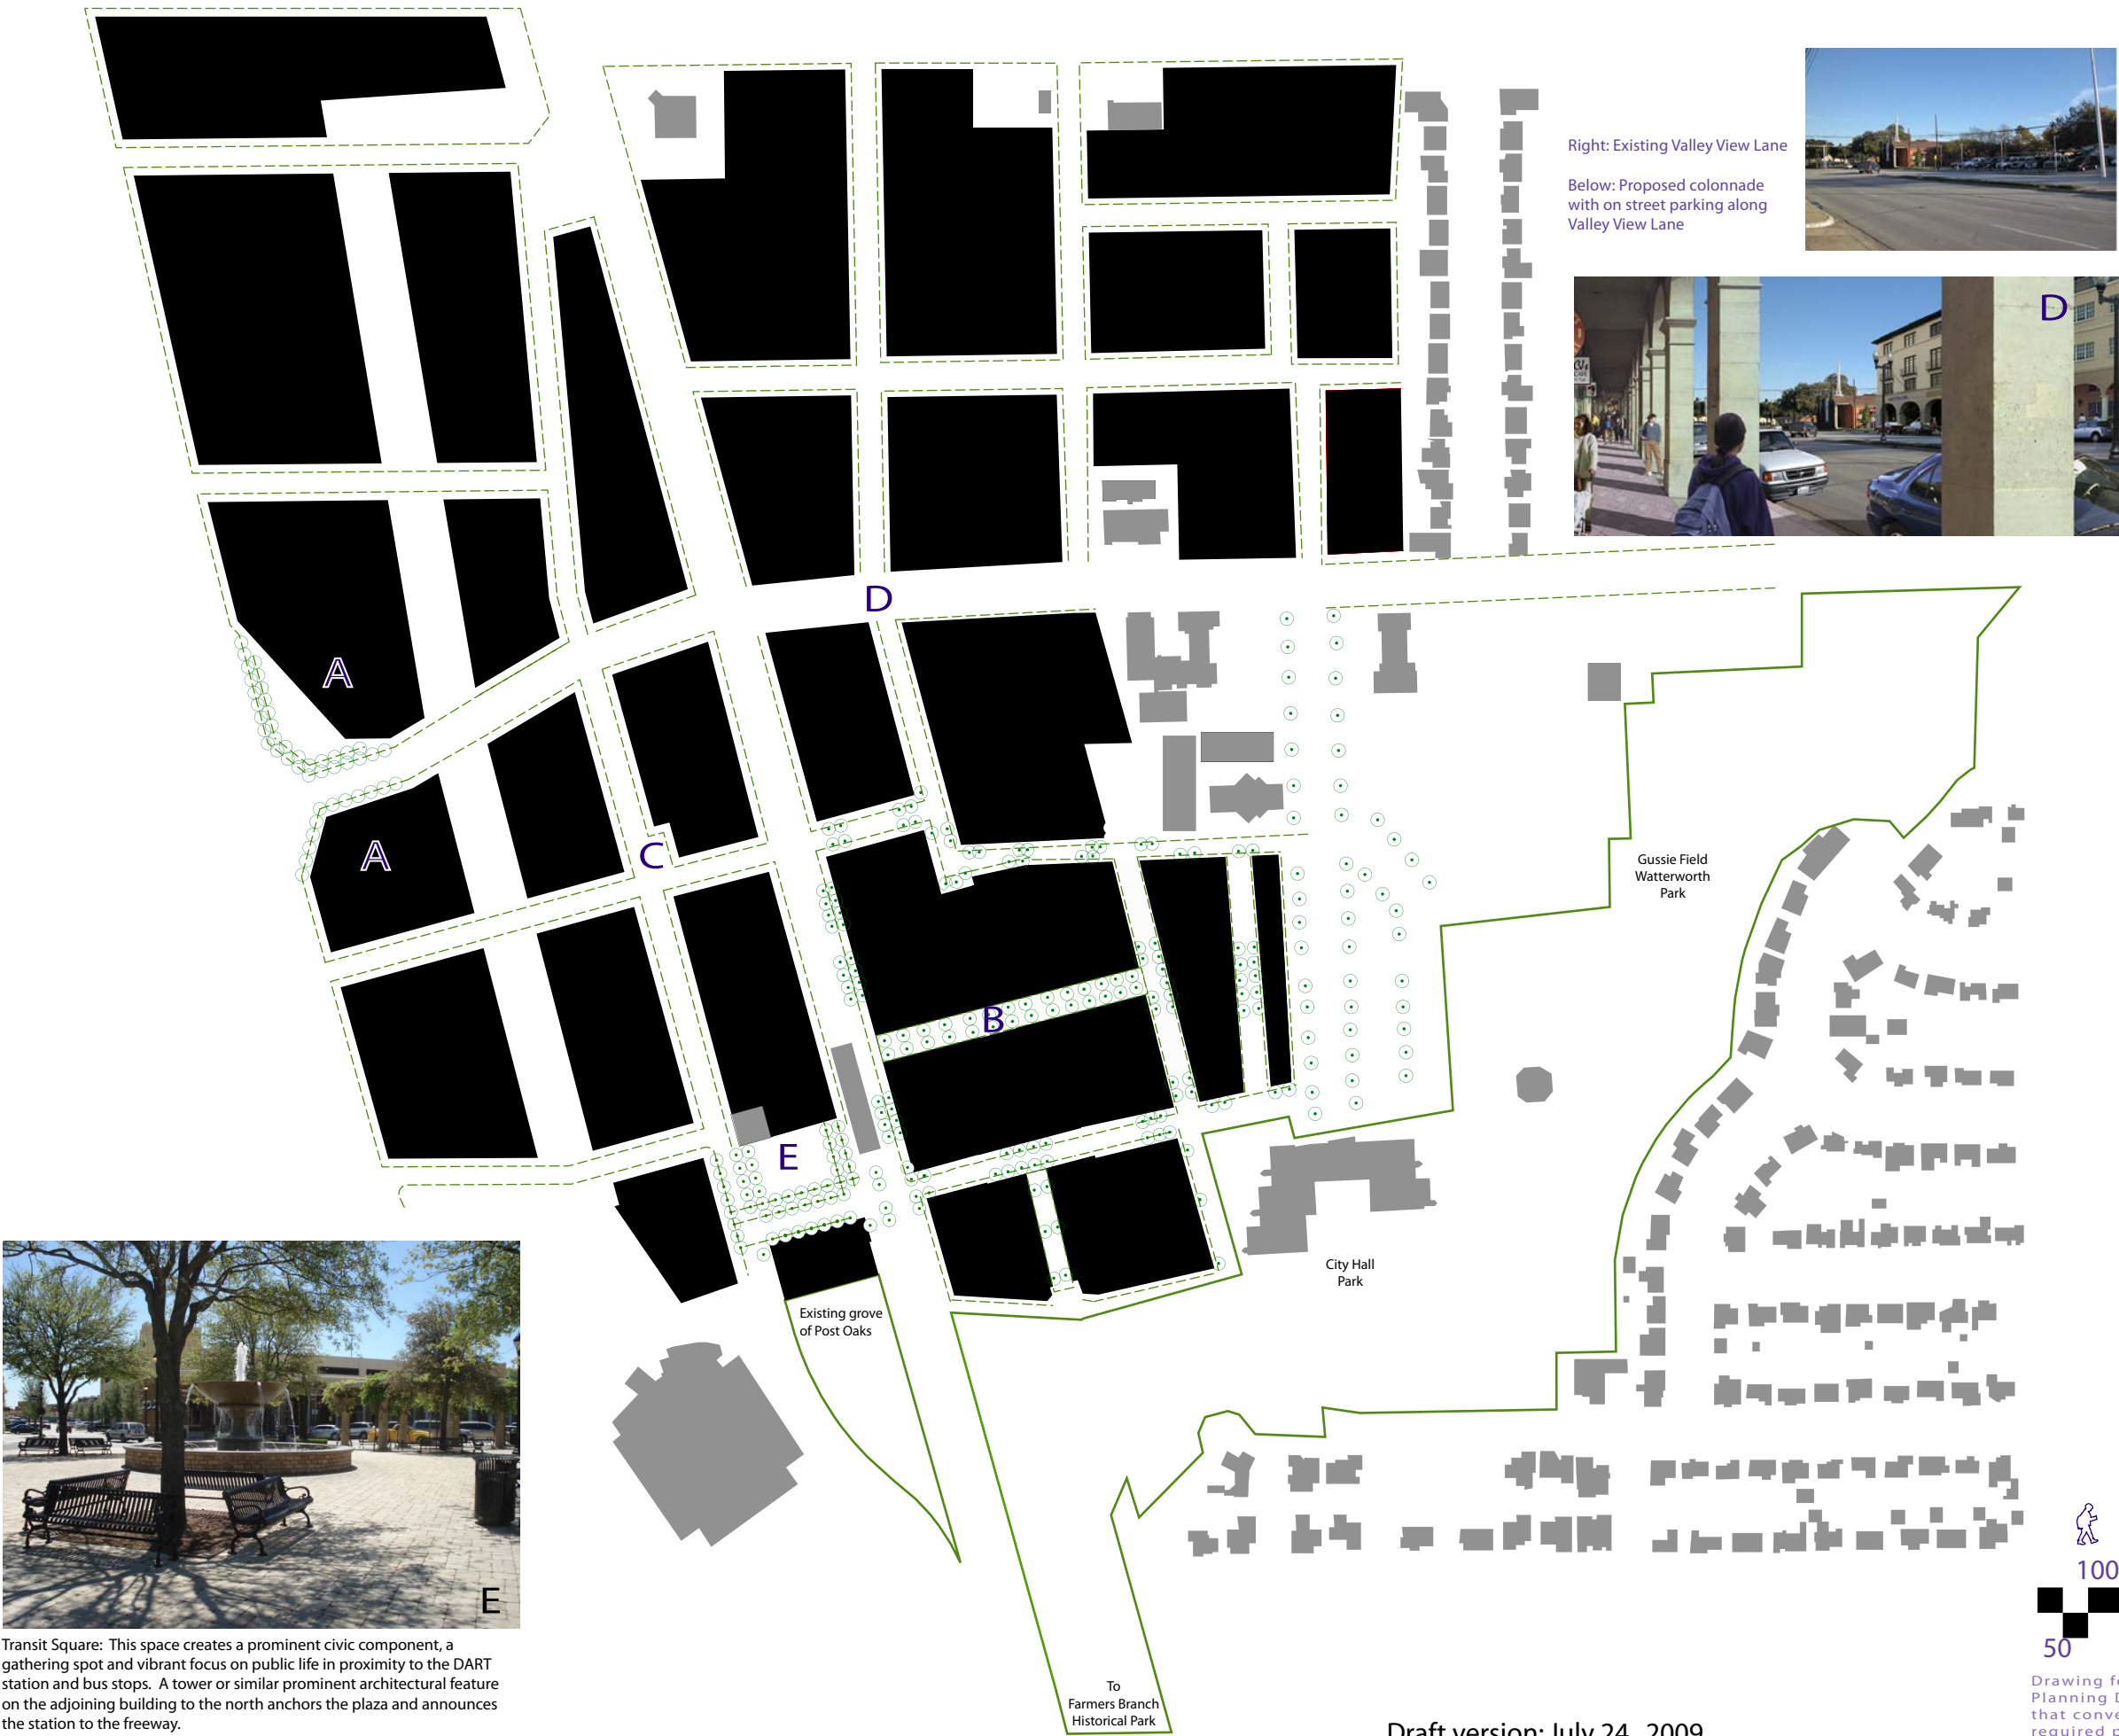 Right: Existing Valley View Lane
Below: Proposed colonnade
with on street parking along
Valley View Lane
D
D
A
A
C
B
E
Gussie Field
Watterworth
Park
City Hall
Park
Existing grove
of Post Oaks
E
Transit Square: This space creates a prominent civic component, a
gathering spot and vibrant focus on public life in proximity to the DART
station and bus stops. A tower or similar prominent architectural feature
on the adjoining building to the north anchors the plaza and announces
the station to the freeway.
To
Farmers Branch
Historical Park
100
50
Drawing
Planning
that
required
Draft version: July 24, 2009